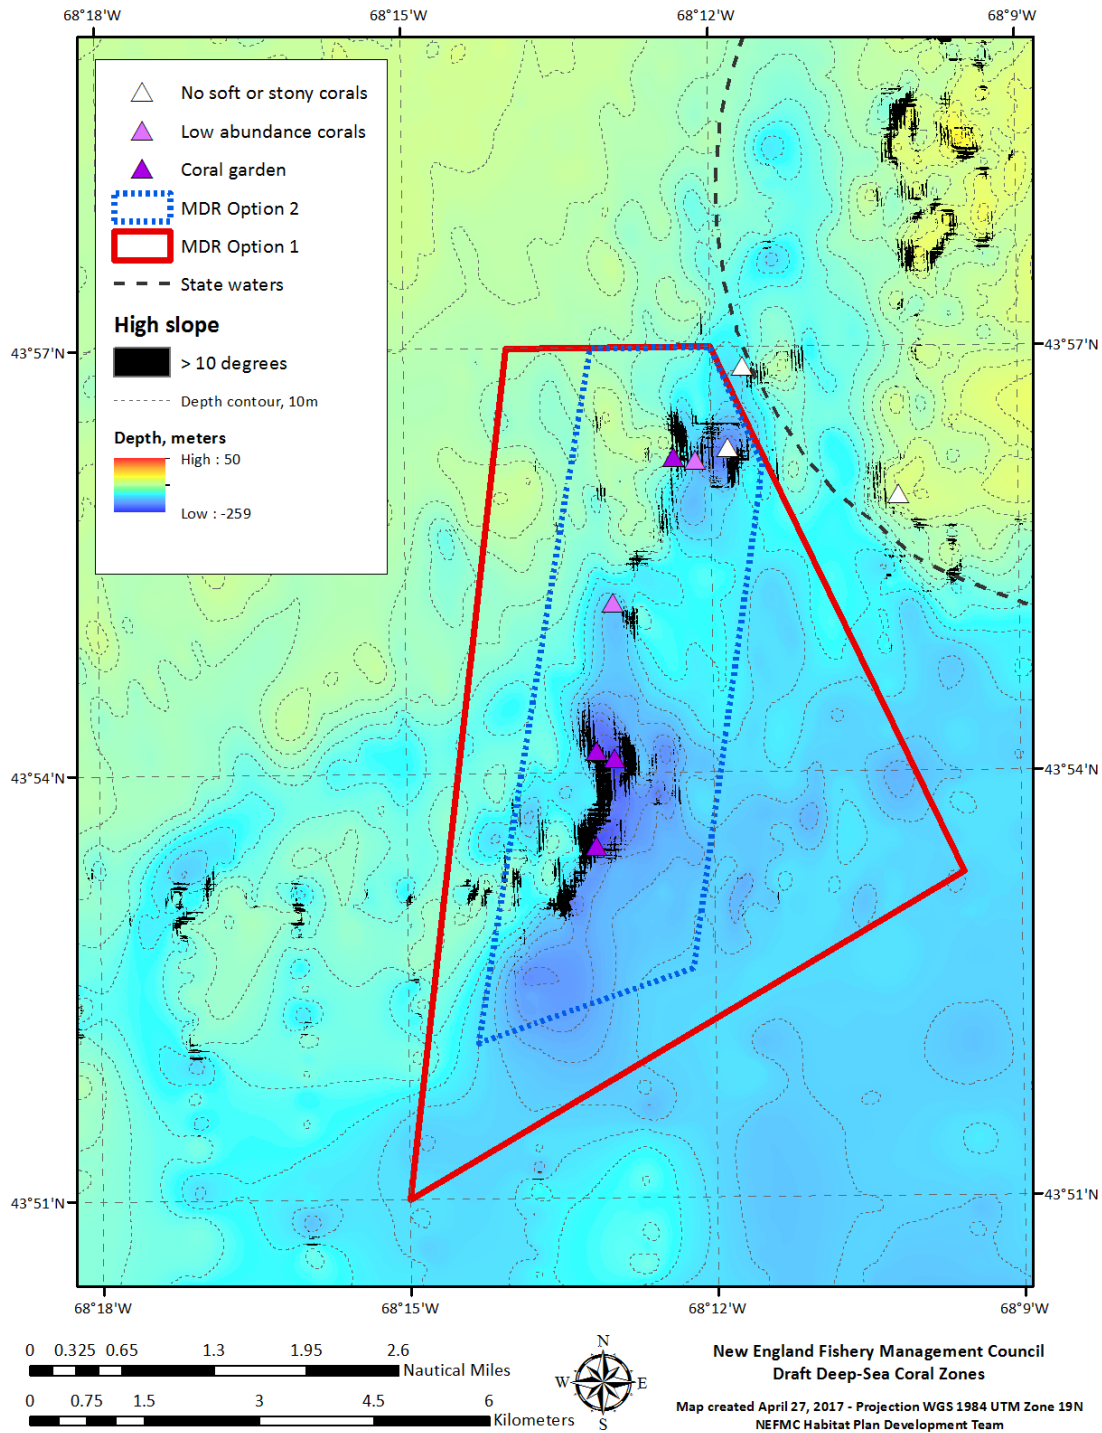 68°18'W 68°15'W 68°12'W 68°9'W
No soft or stony corals
Low abundance corals
Coral garden
MDR Option 2
MDR Option 1
State waters
High slope
43°57'N 43°57'N
> 10 degrees
Depth contour, 10m
Depth, meters
High : 50
Low : -259
43°54'N 43°54'N
43°51'N 43°51'N
68°18'W 68°15'W 68°12'W 68°9'W
0 0.325 0.65 1.3 1.95 2.6
Nautical Miles
0 0.75 1.5 3 4.5 6
Kilometers
N
W E
S
New England Fishery Management Council
Draft Deep-Sea Coral Zones
Map created April 27, 2017 - Projection WGS 1984 UTM Zone 19N
NEFMC Habitat Plan Development Team